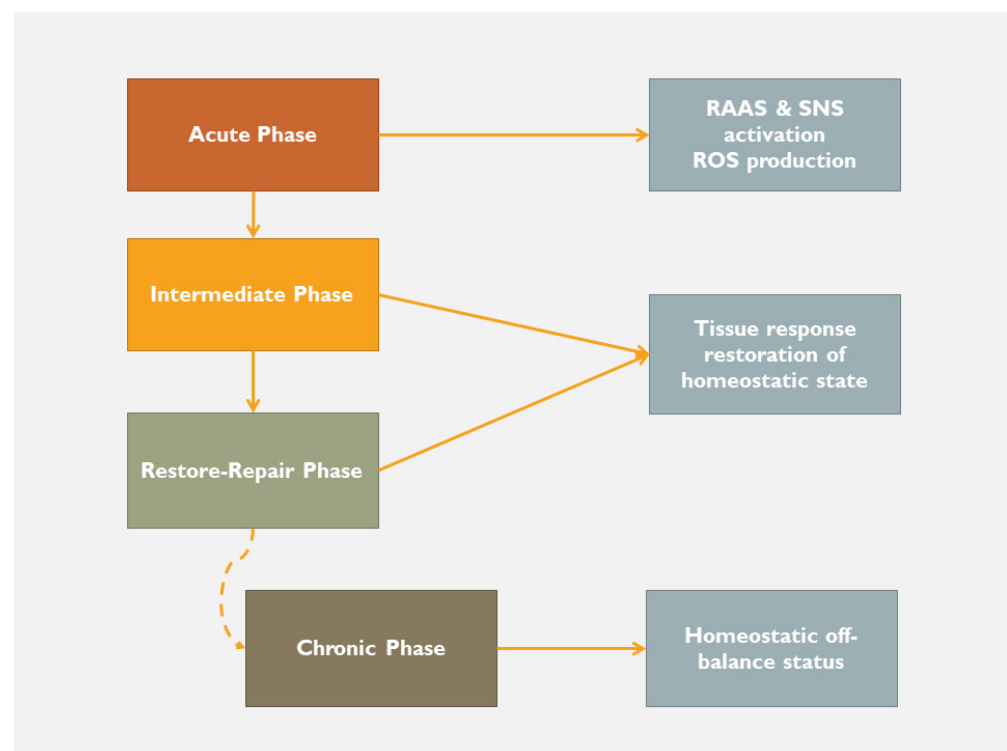 Acute Phase
RAAS & SNS
activation
ROS production
Intermediate Phase
Tissue response
restoration of
homeostatic state
Restore-Repair Phase
Chronic Phase
Homeostatic off-
balance status